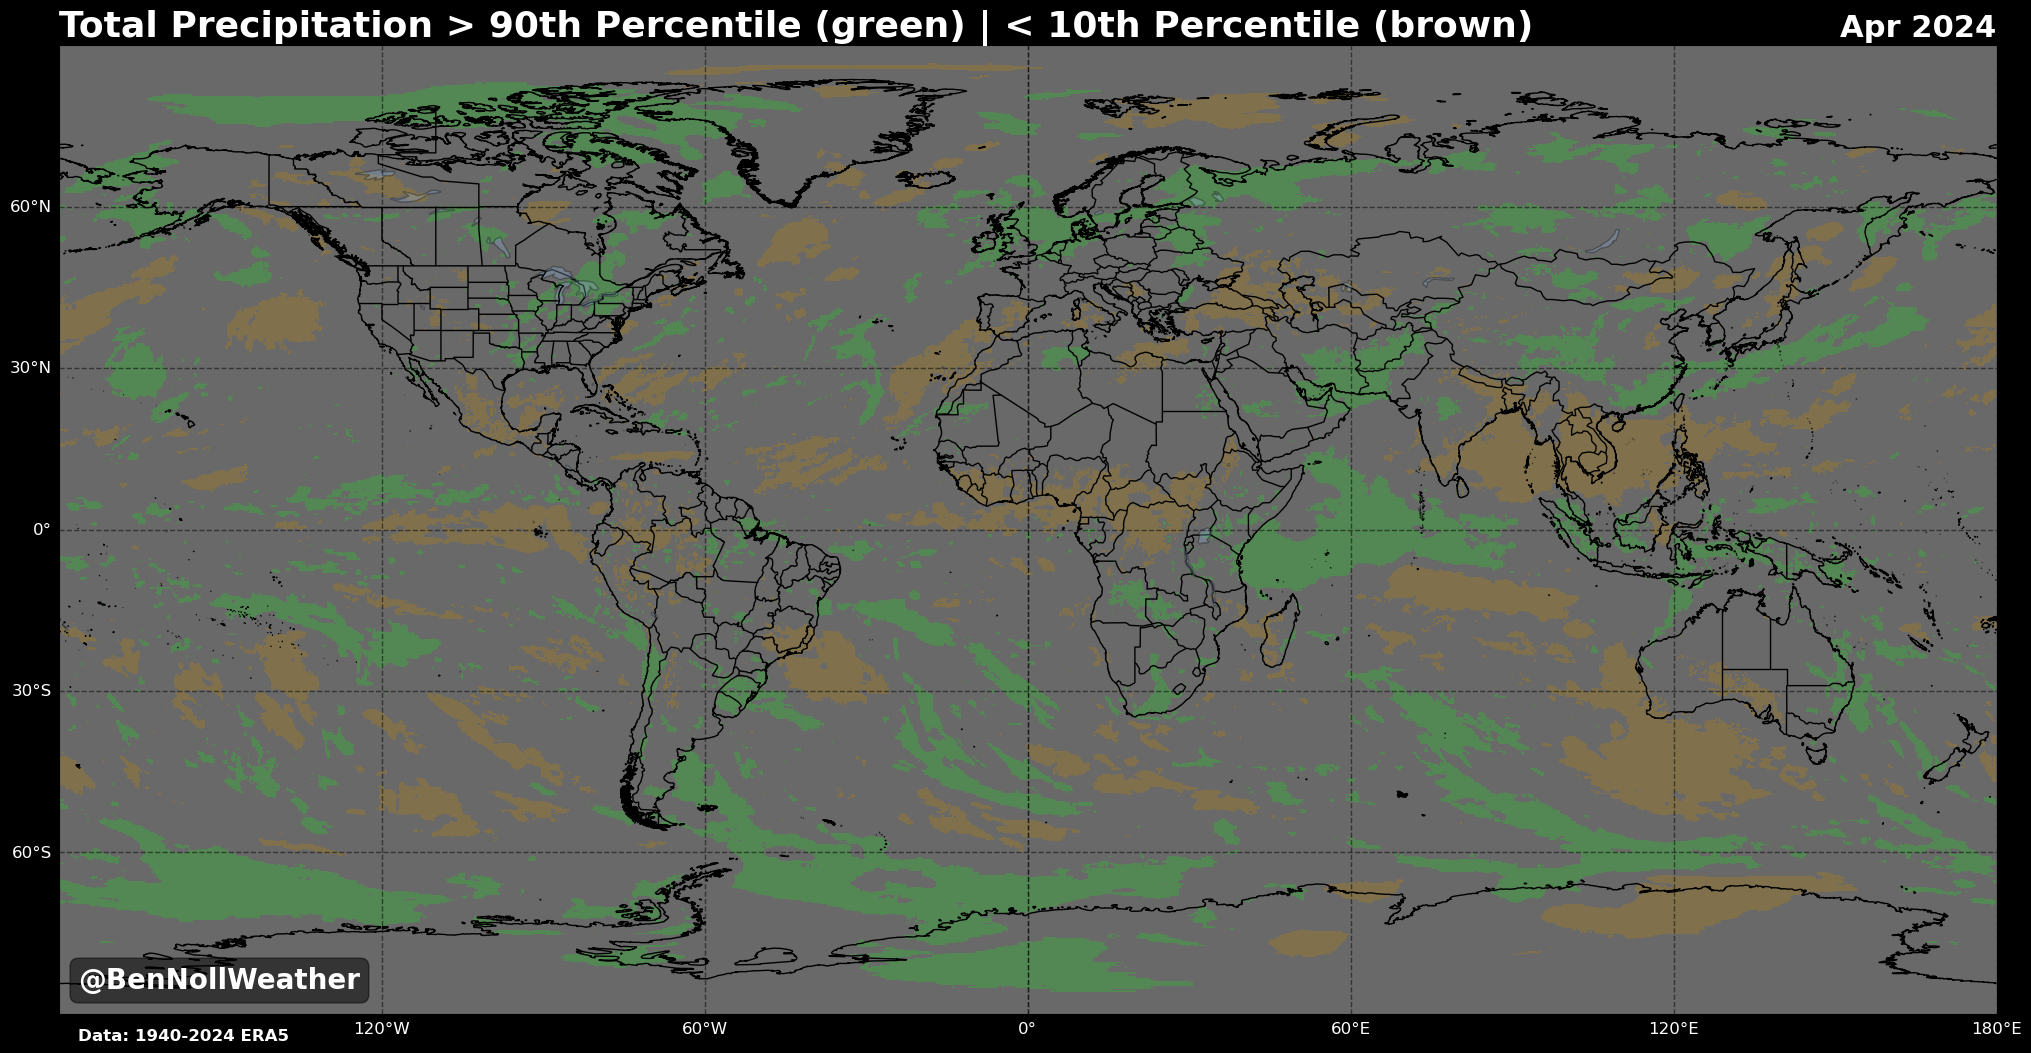 Total Precipitation > 90th Percentile (green) | < 10th Percentile (brown)
Apr 2024
60°N
30°N
0°
30°S
60°S
@BenNollWeather
120°W
60°W
0°
60°E
120°E
180°E
Data: 1940-2024 ERA5